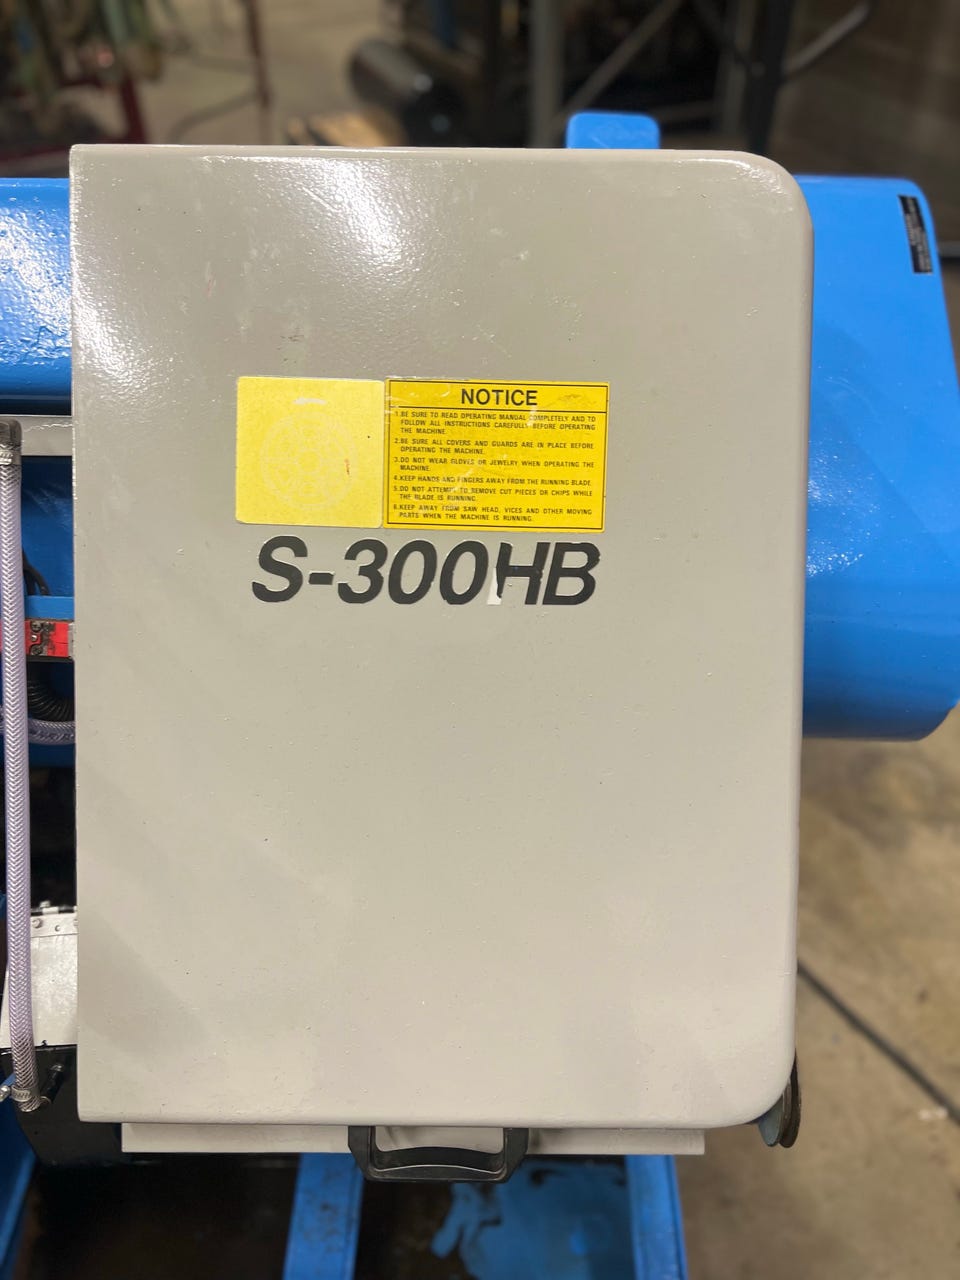 NOTICE
1.BE SURE TO READ OPERATING MANUAL COMPLETELY AND TO
FOLLOW ALL INSTRUCTIONS CAREFULLY BEFORE OPERATING
THE MACHINE.
2.BE SURE ALL COVERS AND GUARDS ARE IN PLACE BEFORE
OPERATING THE MACHINE.
3.DO NOT WEAR GLOVES OR JEWELRY WHEN OPERATING THE
MACHINE.
4.KEEP HANDS AND FINGERS AWAY FROM THE RUNNING BLADE.
5.DO NOT ATTEMPT TO REMOVE CUT PIECES OR CHIPS WHILE
THE BLADE IS RUNNING.
6.KEEP AWAY FROM SAW HEAD, VICES AND OTHER MOVING
PARTS WHEN THE MACHINE IS RUNNING.
S-300HB